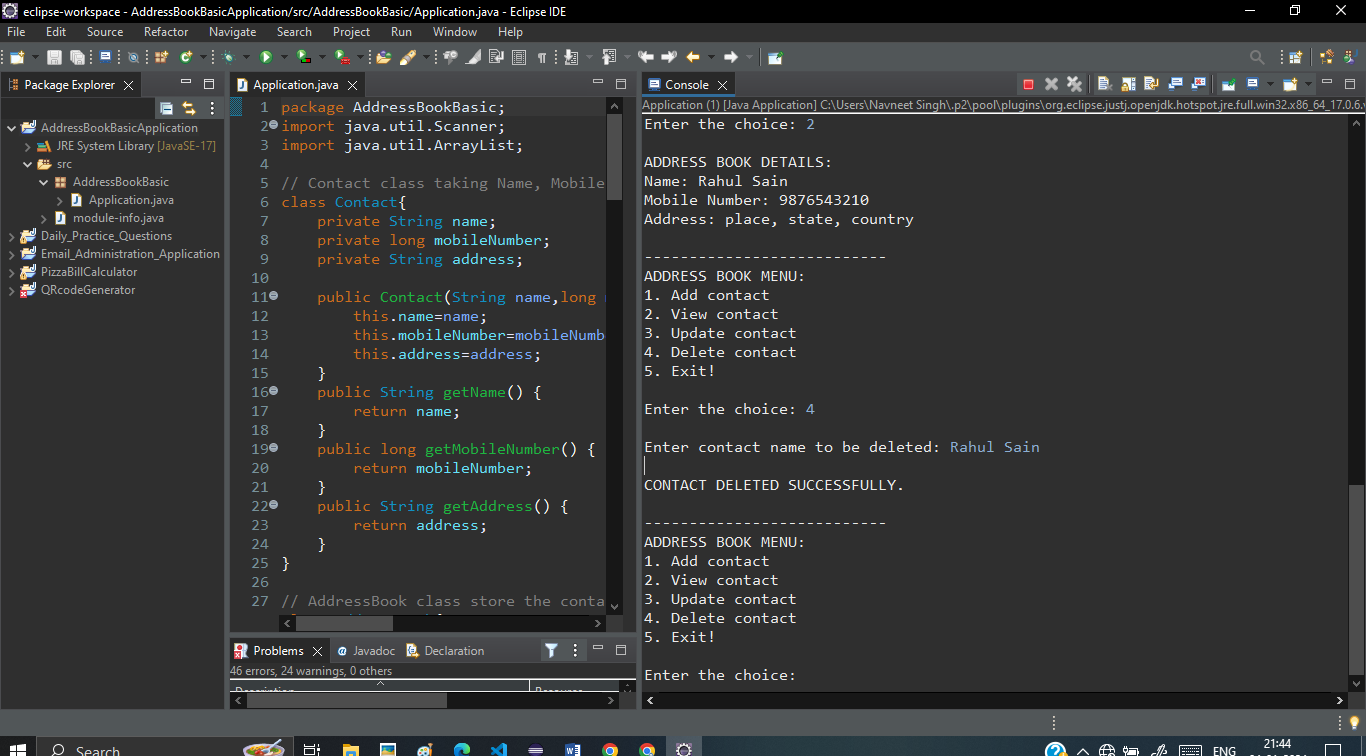 eclipse-workspace - AddressBookBasicApplication/src/AddressBookBasic/Application.java - Eclipse IDE
File Edit Source Refactor Navigate Search Project Run Window Help
Package Explorer
AddressBookBasicApplication
JRE System Library [JavaSE-17]
src
AddressBookBasic
Application.java
module-info.java
Daily_Practice_Questions
Email_Administration_Application
PizzaBillCalculator
QRcodeGenerator
Application.java
1 package AddressBookBasic;
2 import java.util.Scanner;
3 import java.util.ArrayList;
4
5 // Contact class taking Name, Mobile
6 class Contact{
7 private String name;
8 private long mobileNumber;
9 private String address;
10
11 public Contact(String name,long
12 this.name=name;
13 this.mobileNumber=mobileNumb
14 this.address=address;
15 }
16 public String getName() {
17 return name;
18 }
19 public long getMobileNumber() {
20 return mobileNumber;
21 }
22 public String getAddress() {
23 return address;
24 }
25 }
26
27 // AddressBook class store the conta
Problems Javadoc Declaration
46 errors, 24 warnings, 0 others
Description Resource
Console
Application (1) [Java Application] C:\Users\Navneet Singh\.p2\pool\plugins\org.eclipse.justj.openjdk.hotspot.jre.full.win32.x86_64_17.0.6.v
Enter the choice: 2
ADDRESS BOOK DETAILS:
Name: Rahul Sain
Mobile Number: 9876543210
Address: place, state, country
---------------------------
ADDRESS BOOK MENU:
1. Add contact
2. View contact
3. Update contact
4. Delete contact
5. Exit!
Enter the choice: 4
Enter contact name to be deleted: Rahul Sain
CONTACT DELETED SUCCESSFULLY.
---------------------------
ADDRESS BOOK MENU:
1. Add contact
2. View contact
3. Update contact
4. Delete contact
5. Exit!
Enter the choice:
Search
ENG
21:44